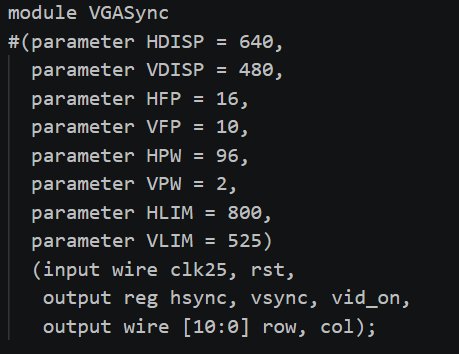 module VGASync
#(parameter HDISP = 640,
parameter VDISP = 480,
parameter HFP = 16,
parameter VFP = 10,
parameter HPW = 96,
parameter VPW = 2,
parameter HLIM = 800,
parameter VLIM = 525)
(input wire clk25, rst,
output reg hsync, vsync, vid_on,
output wire [10:0] row, col);